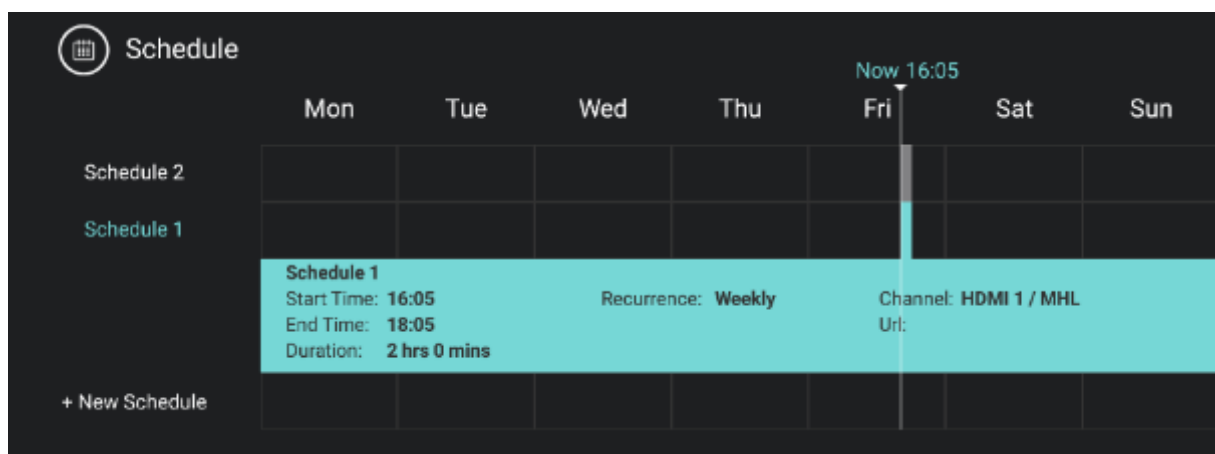 Schedule
Now 16:05
Mon Tue Wed Thu Fri Sat Sun
Schedule 2
Schedule 1
Schedule 1
Start Time: 16:05 Recurrence: Weekly Channel: HDMI 1 / MHL
End Time: 18:05 Url:
Duration: 2 hrs 0 mins
+ New Schedule